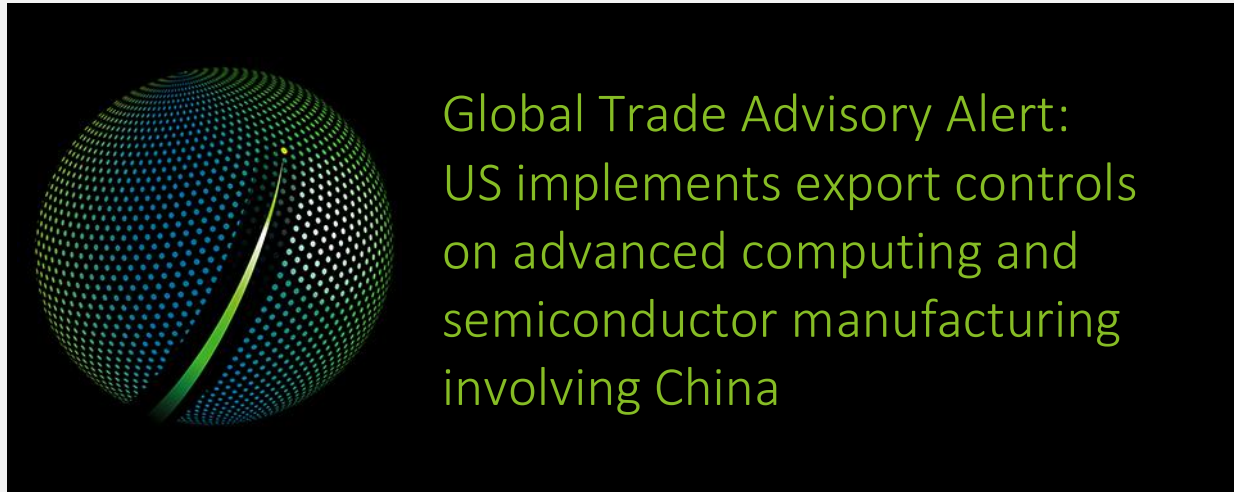 Global Trade Advisory Alert:
US implements export controls
on advanced computing and
semiconductor manufacturing
involving China